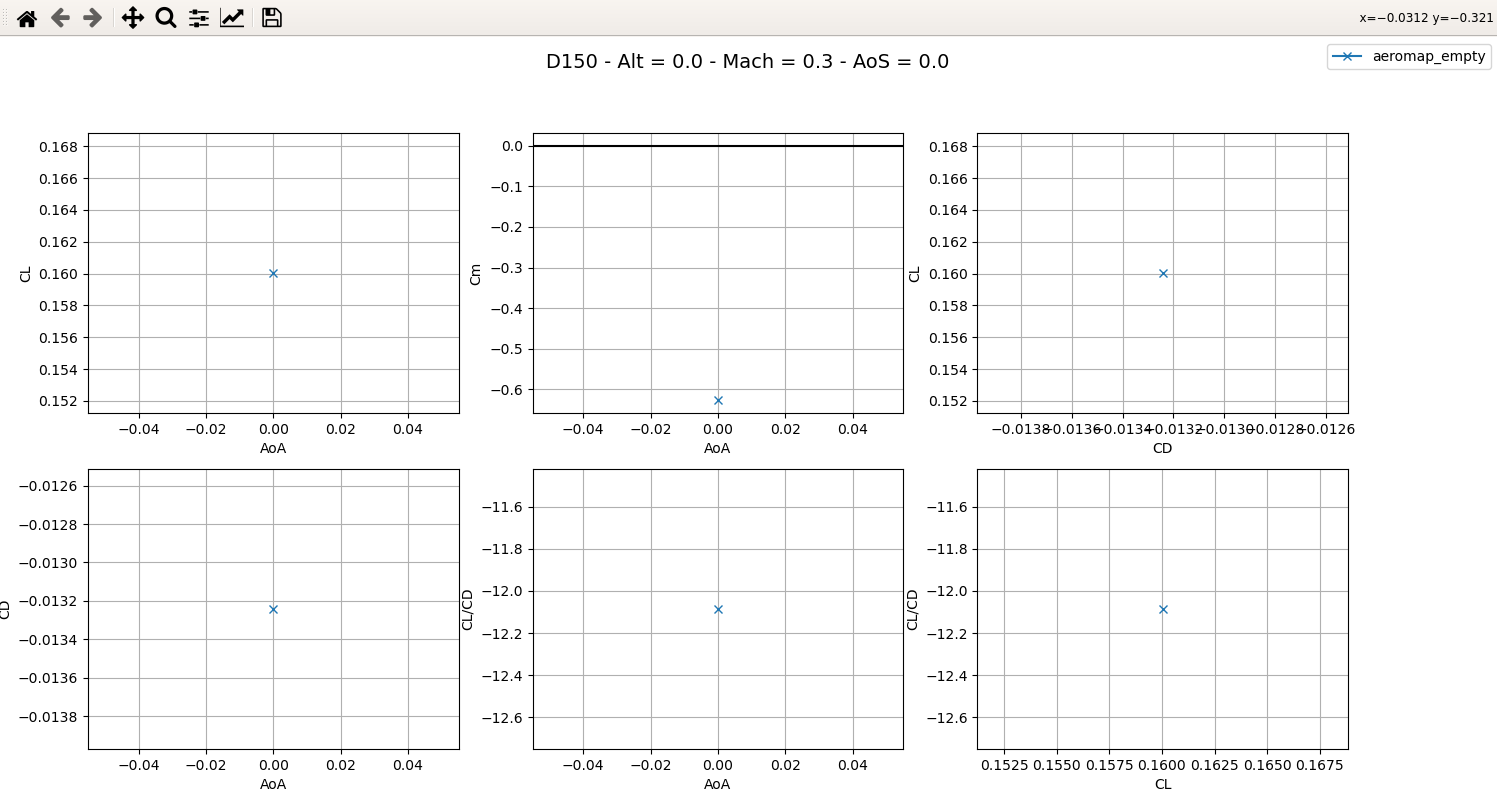 x=−0.0312 y=−0.321
D150 - Alt = 0.0 - Mach = 0.3 - AoS = 0.0
aeromap_empty
0.168
0.166
0.164
0.162
0.160
0.158
0.156
0.154
0.152
CL
−0.04 −0.02 0.00 0.02 0.04
AoA
0.0
−0.1
−0.2
−0.3
−0.4
−0.5
−0.6
Cm
−0.04 −0.02 0.00 0.02 0.04
AoA
0.168
0.166
0.164
0.162
0.160
0.158
0.156
0.154
0.152
CL
−0.0138 −0.0136 −0.0134 −0.0132 −0.0130 −0.0128 −0.0126
CD
−0.0126
−0.0128
−0.0130
−0.0132
−0.0134
−0.0136
−0.0138
CD
−0.04 −0.02 0.00 0.02 0.04
AoA
−11.6
−11.8
−12.0
−12.2
−12.4
−12.6
CL/CD
−0.04 −0.02 0.00 0.02 0.04
AoA
−11.6
−11.8
−12.0
−12.2
−12.4
−12.6
CL/CD
0.1525 0.1550 0.1575 0.1600 0.1625 0.1650 0.1675
CL